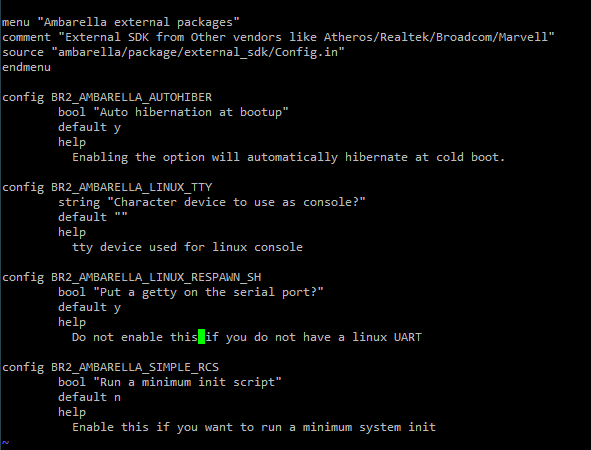 menu "Ambarella external packages"
comment "External SDK from Other vendors like Atheros/Realtek/Broadcom/Marvell"
source "ambarella/package/external_sdk/Config.in"
endmenu

config BR2_AMBARELLA_AUTOHIBER
        bool "Auto hibernation at bootup"
        default y
        help
          Enabling the option will automatically hibernate at cold boot.

config BR2_AMBARELLA_LINUX_TTY
        string "Character device to use as console?"
        default ""
        help
          tty device used for linux console

config BR2_AMBARELLA_LINUX_RESPAWN_SH
        bool "Put a getty on the serial port?"
        default y
        help
          Do not enable this if you do not have a linux UART

config BR2_AMBARELLA_SIMPLE_RCS
        bool "Run a minimum init script"
        default n
        help
          Enable this if you want to run a minimum system init
~